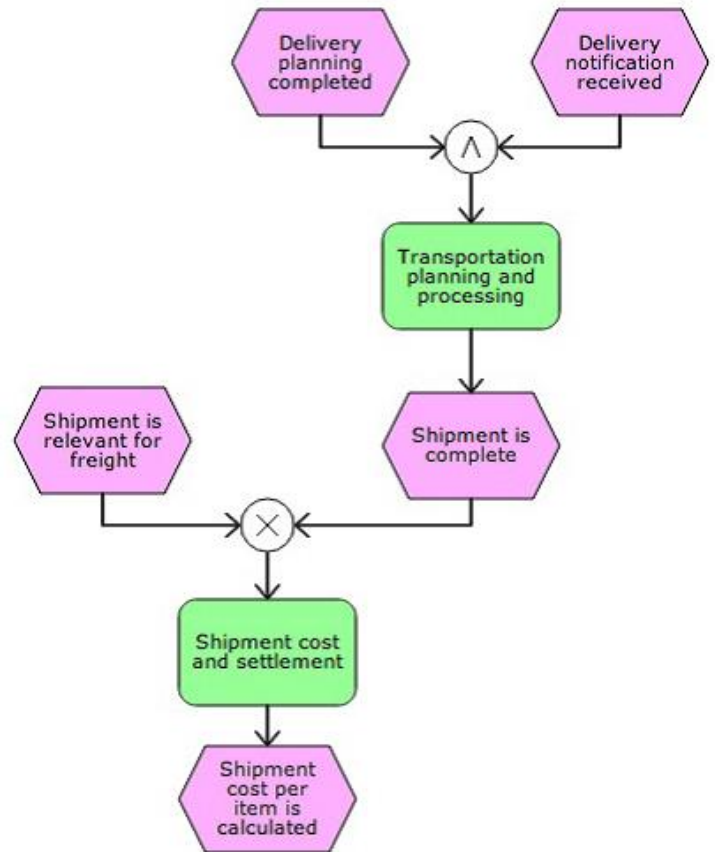 Delivery
planning
completed
Delivery
notification
received
Λ
Transportation
planning and
processing
Shipment is
relevant for
freight
Shipment is
complete
Shipment cost
and settlement
Shipment
cost per
item is
calculated